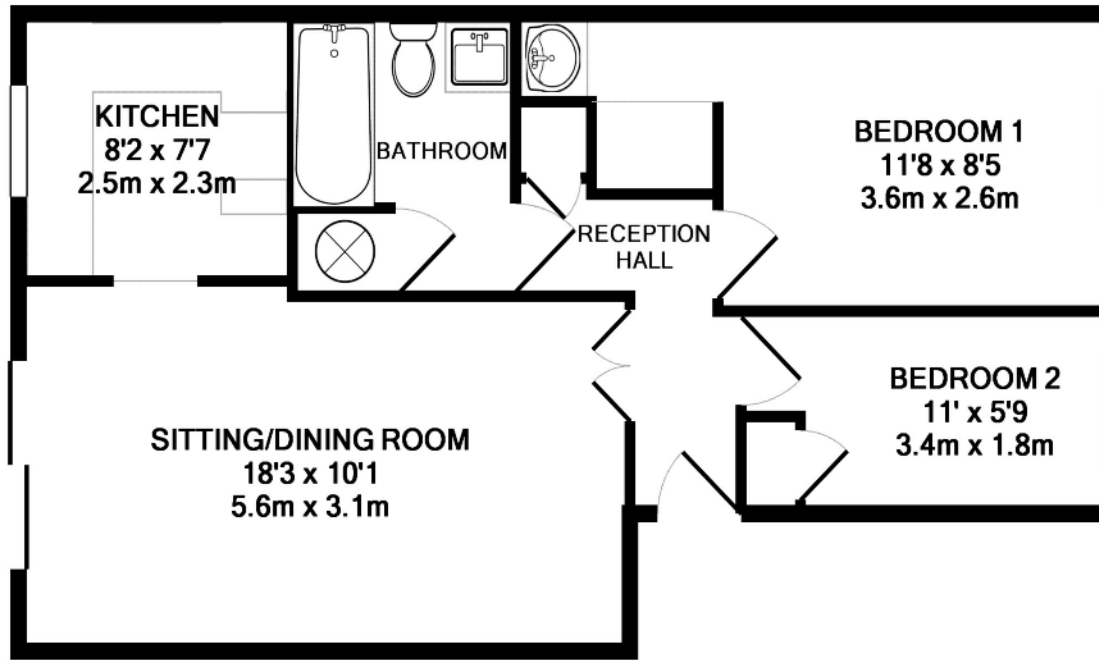 KITCHEN
8'2 x 7'7
2.5m x 2.3m
BATHROOM
BEDROOM 1
11'8 x 8'5
3.6m x 2.6m
RECEPTION
HALL
BEDROOM 2
11' x 5'9
3.4m x 1.8m
SITTING/DINING ROOM
18'3 x 10'1
5.6m x 3.1m